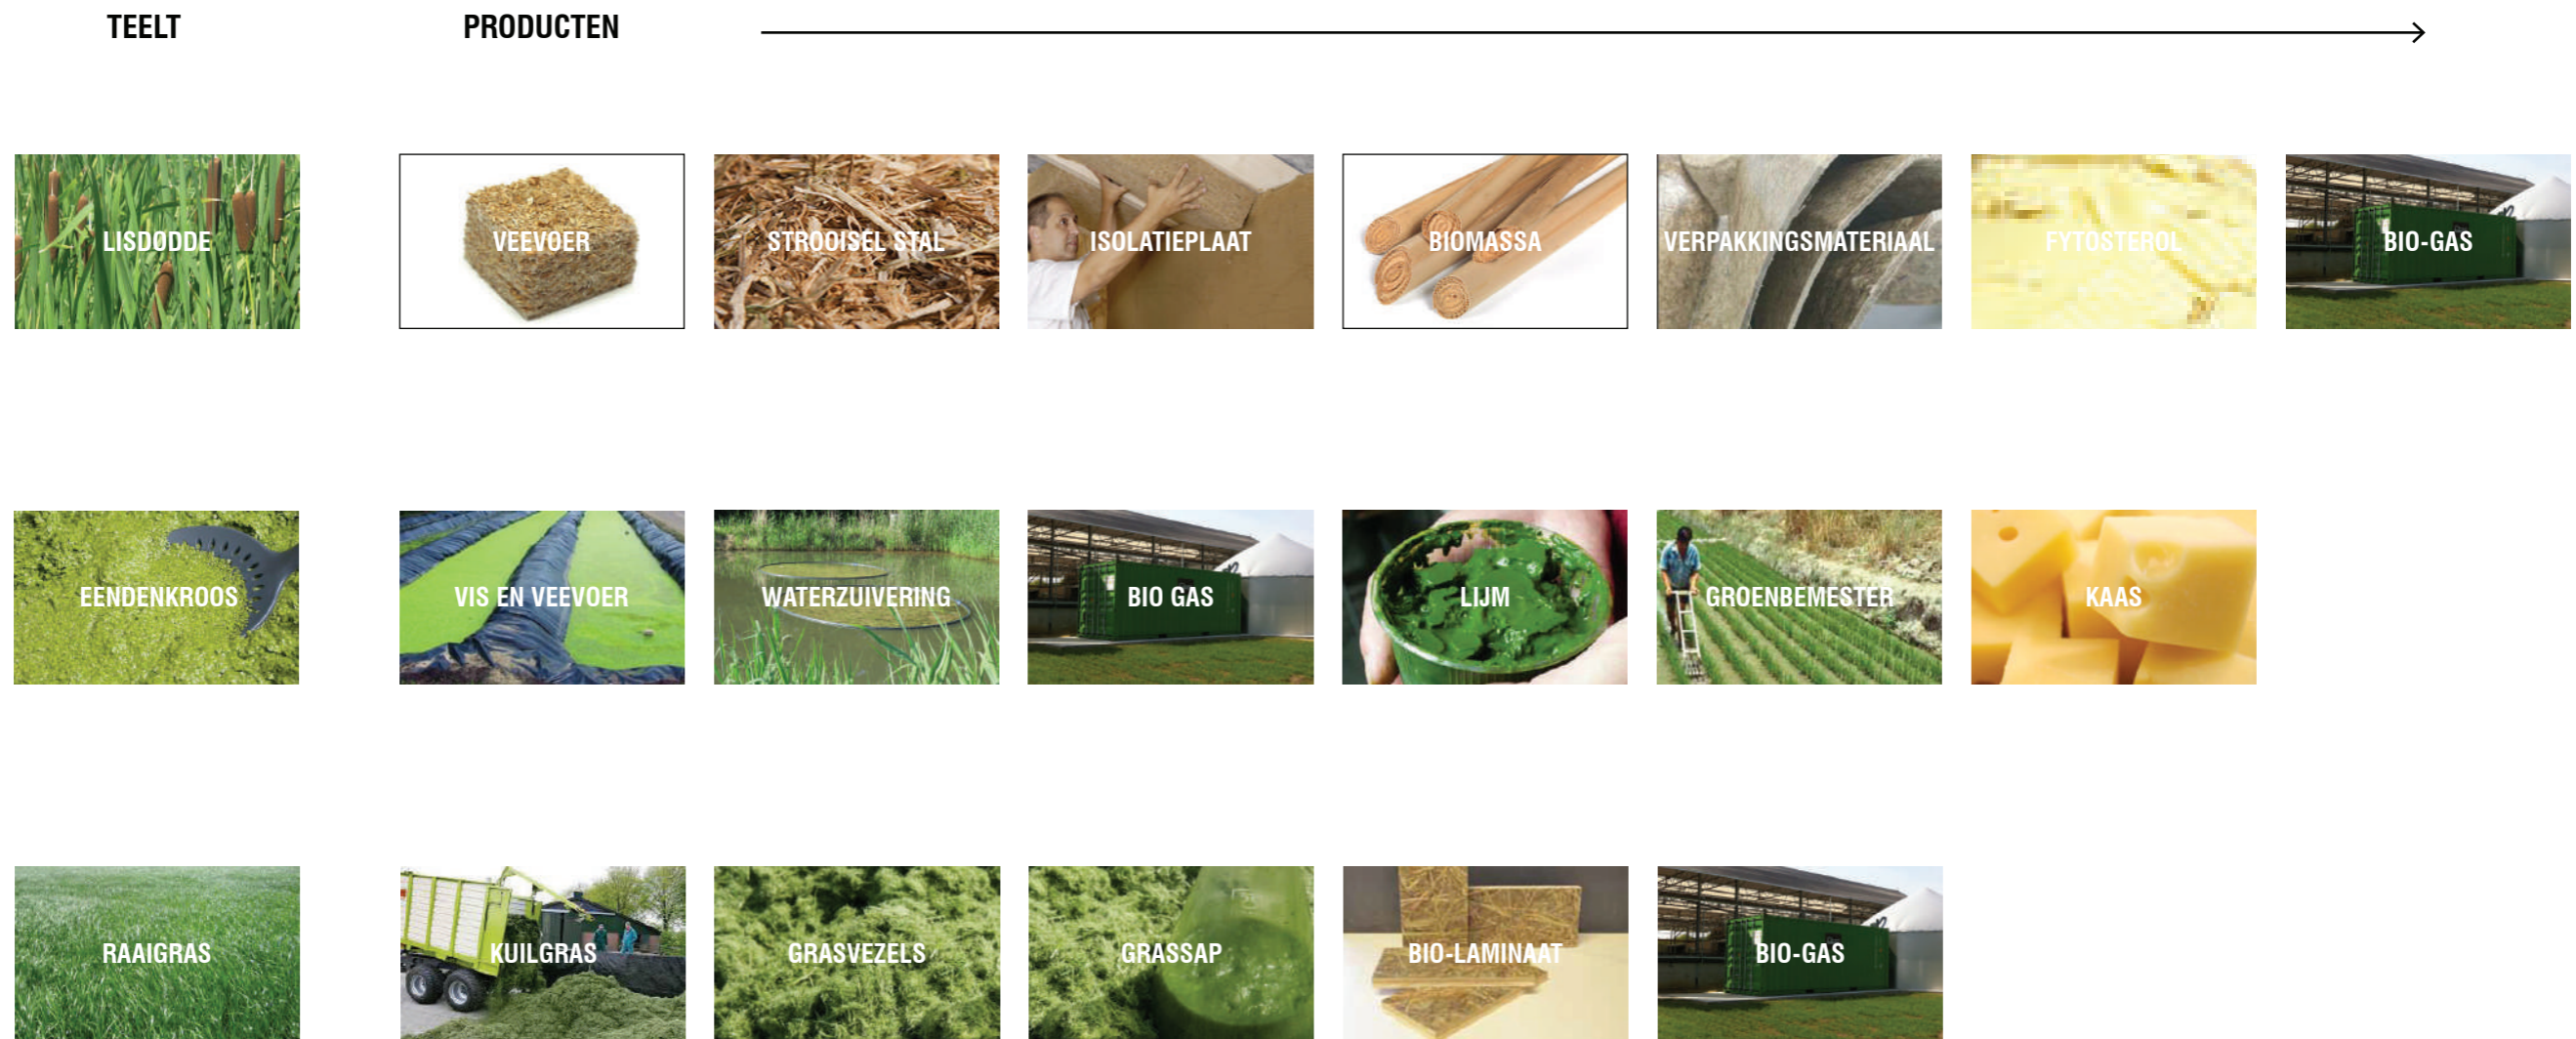 TEELT
PRODUCTEN
LISDØDDE
VEEVOER
STROOISEL STAL
ISOLATIEPLAAT
BIOMASSA
VERPAKKINGSMATERIAAL
FYTOSTEROL
BIO-GAS
EENDENKROOS
VIS EN VEEVOER
WATERZUIVERING
BIO GAS
LIJM
GROENBEMESTER
KAAS
RAAIGRAS
KUILGRAS
GRASVEZELS
GRASSAP
BIO-LAMINAAT
BIO-GAS